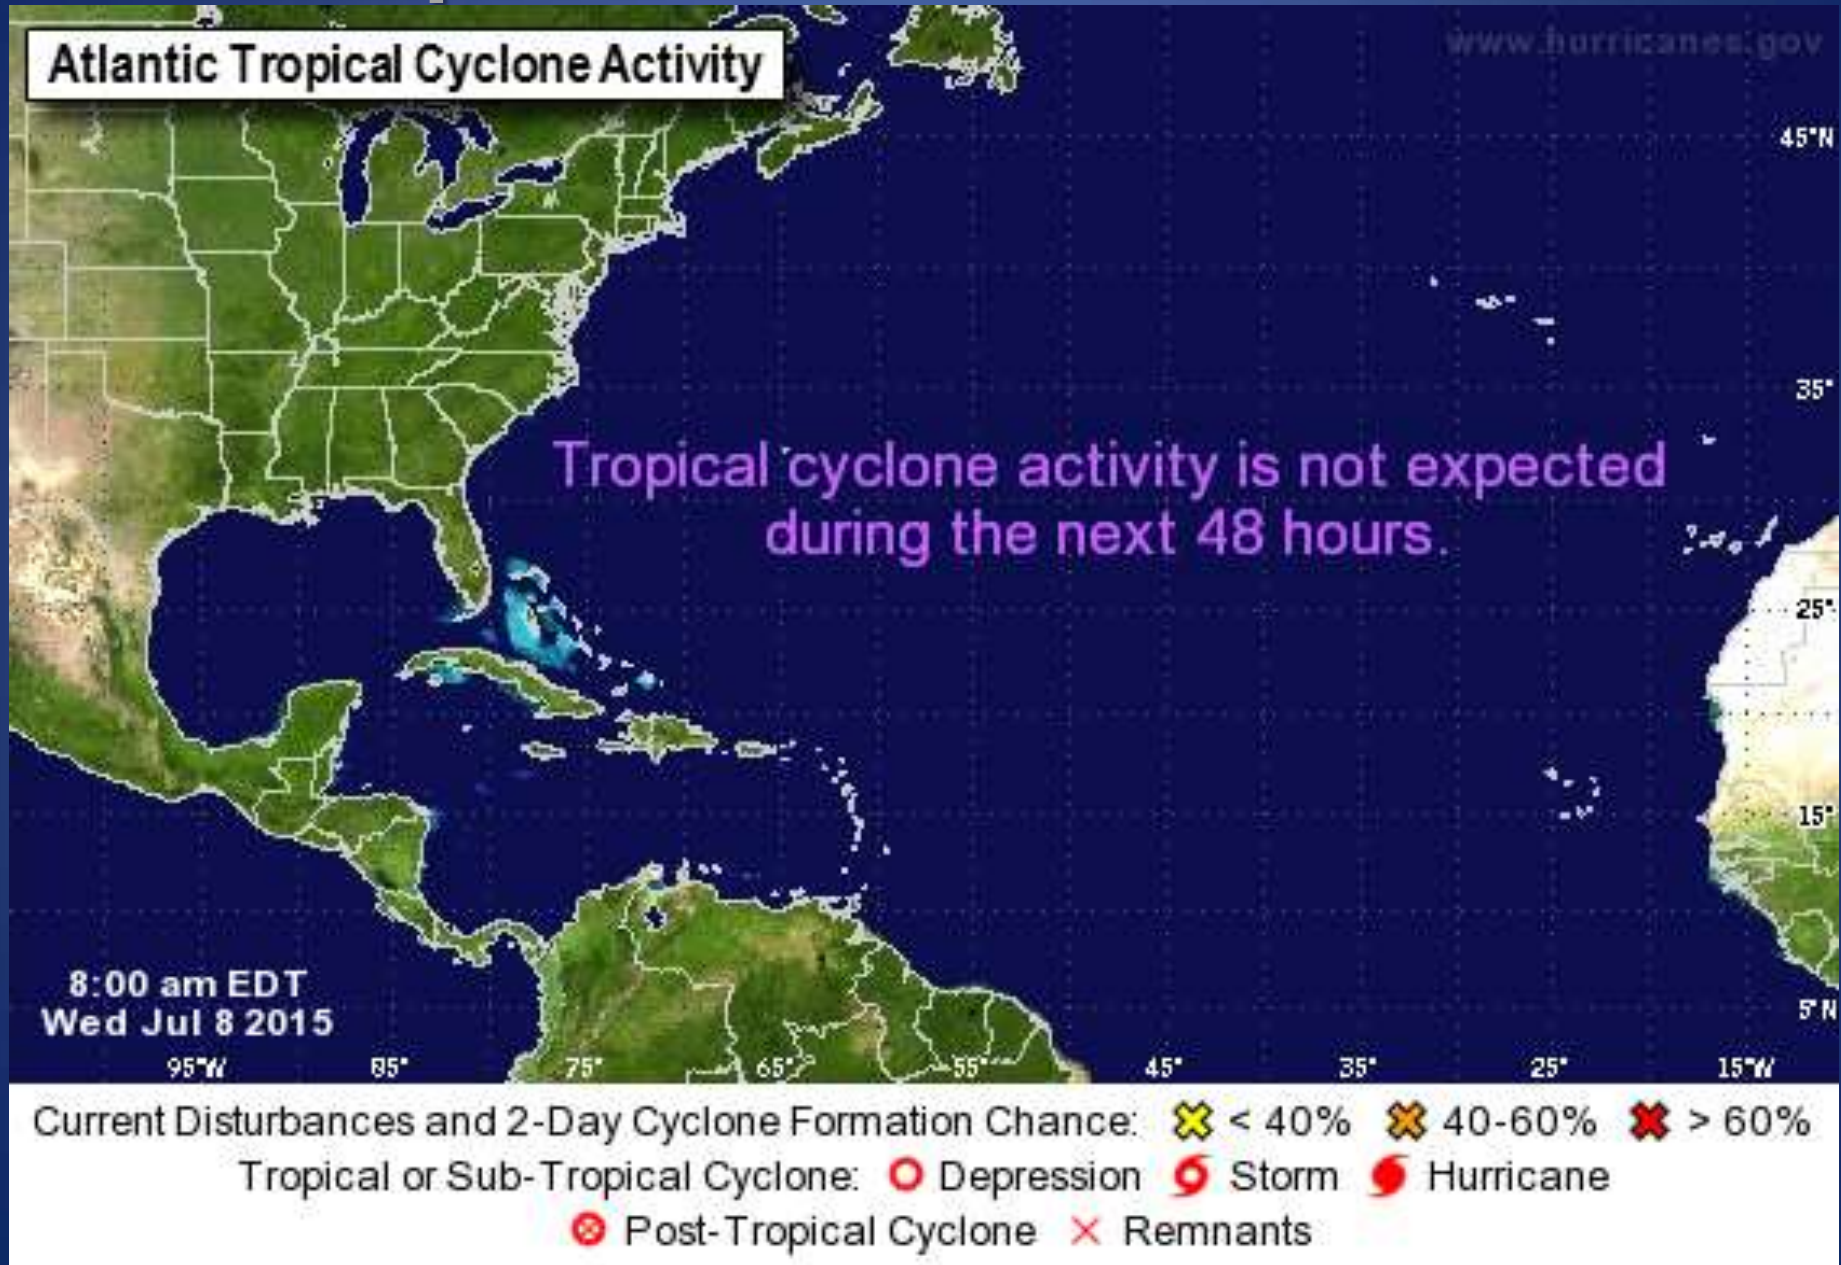 Atlantic Tropical Cyclone Activity
www.hurricanes.gov
45°N
35°
Tropical cyclone activity is not expected
during the next 48 hours.
25°
15°
8:00 am EDT
Wed Jul 8 2015
5°N
95°W 85° 75° 65° 55° 45° 35° 25° 15°W
Current Disturbances and 2-Day Cyclone Formation Chance: < 40% 40-60% > 60%
Tropical or Sub-Tropical Cyclone: Depression Storm Hurricane
Post-Tropical Cyclone Remnants